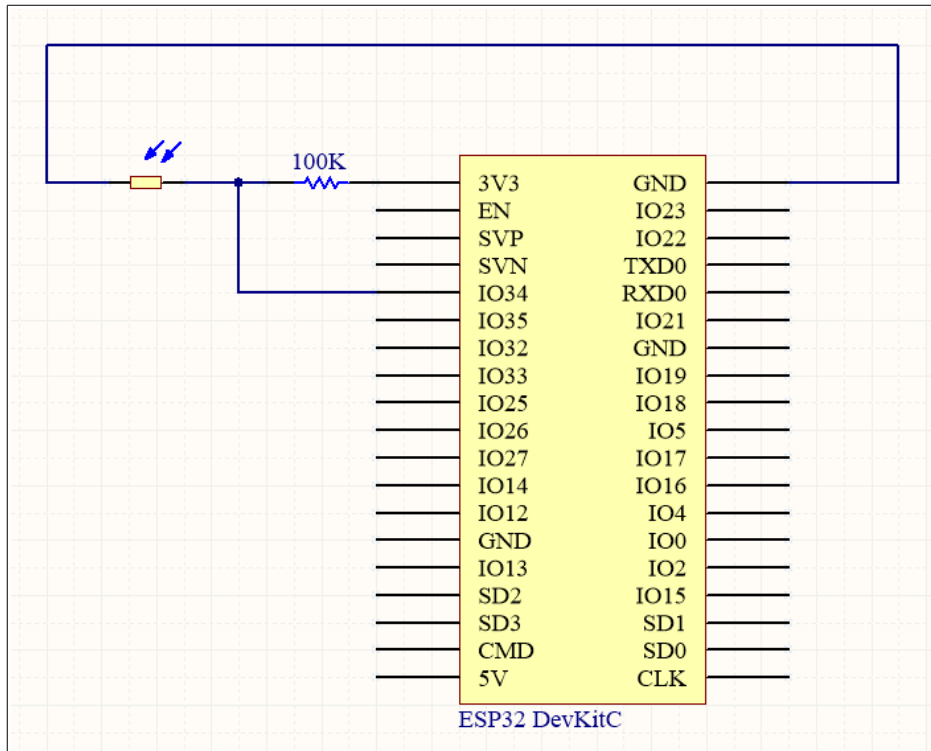 100K
3V3 GND
EN IO23
SVP IO22
SVN TXD0
IO34 RXD0
IO35 IO21
IO32 GND
IO33 IO19
IO25 IO18
IO26 IO5
IO27 IO17
IO14 IO16
IO12 IO4
GND IO0
IO13 IO2
SD2 IO15
SD3 SD1
CMD SD0
5V CLK
ESP32 DevKitC